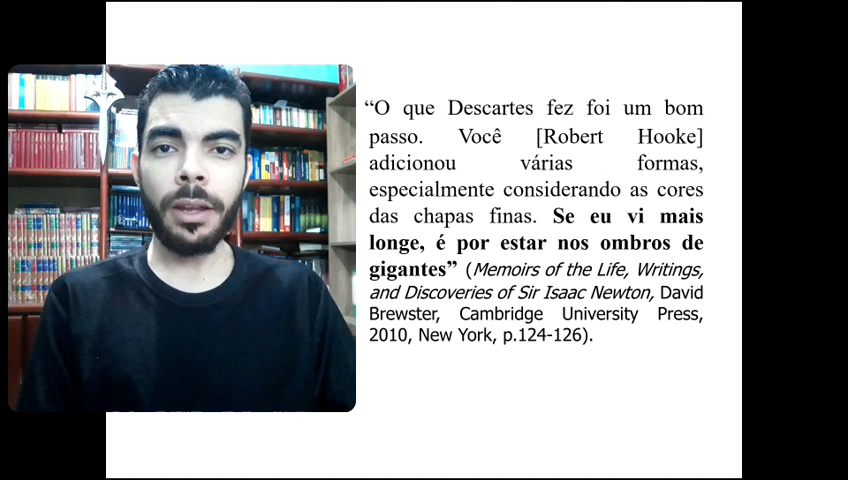 “O que Descartes fez foi um bom
passo. Você [Robert Hooke]
adicionou várias formas,
especialmente considerando as cores
das chapas finas. Se eu vi mais
longe, é por estar nos ombros de
gigantes” (Memoirs of the Life, Writings,
and Discoveries of Sir Isaac Newton, David
Brewster, Cambridge University Press,
2010, New York, p.124-126).